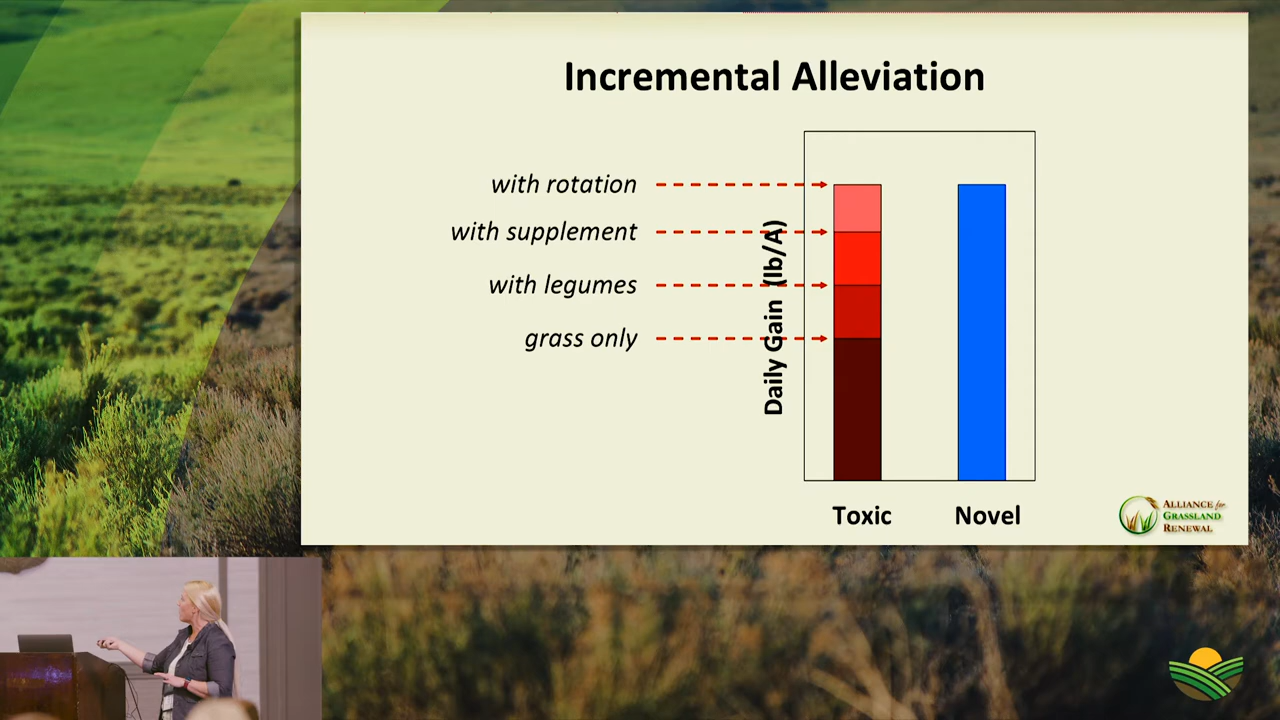 Incremental Alleviation
with rotation
with supplement
with legumes
grass only
Daily Gain (lb/A)
Toxic
Novel
ALLIANCE for
GRASSLAND
RENEWAL